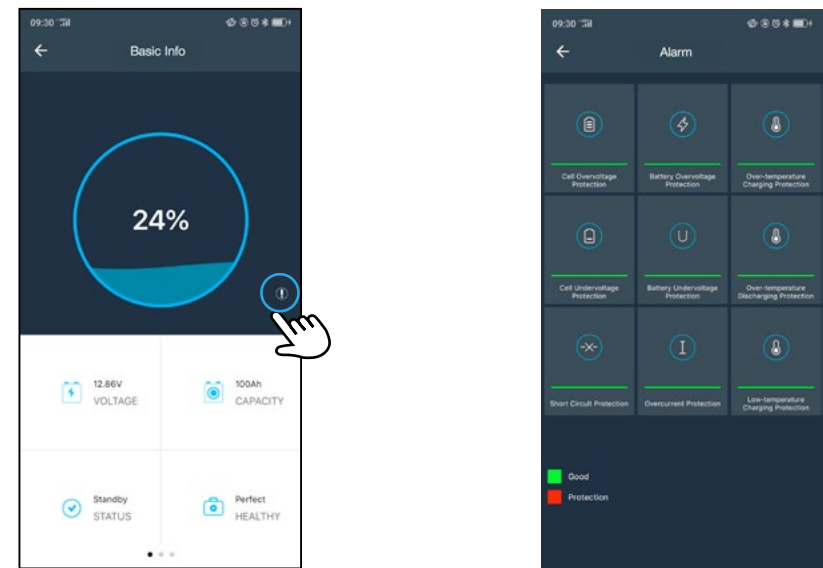 09:30
Basic Info
24%
12.86V
VOLTAGE
100Ah
CAPACITY
Standby
STATUS
Perfect
HEALTHY
09:30
Alarm
Cell Overvoltage
Protection
Battery Overvoltage
Protection
Over-temperature
Charging Protection
Cell Undervoltage
Protection
Battery Undervoltage
Protection
Over-temperature
Discharging Protection
Short Circuit Protection
Overcurrent Protection
Low-temperature
Charging Protection
Good
Protection